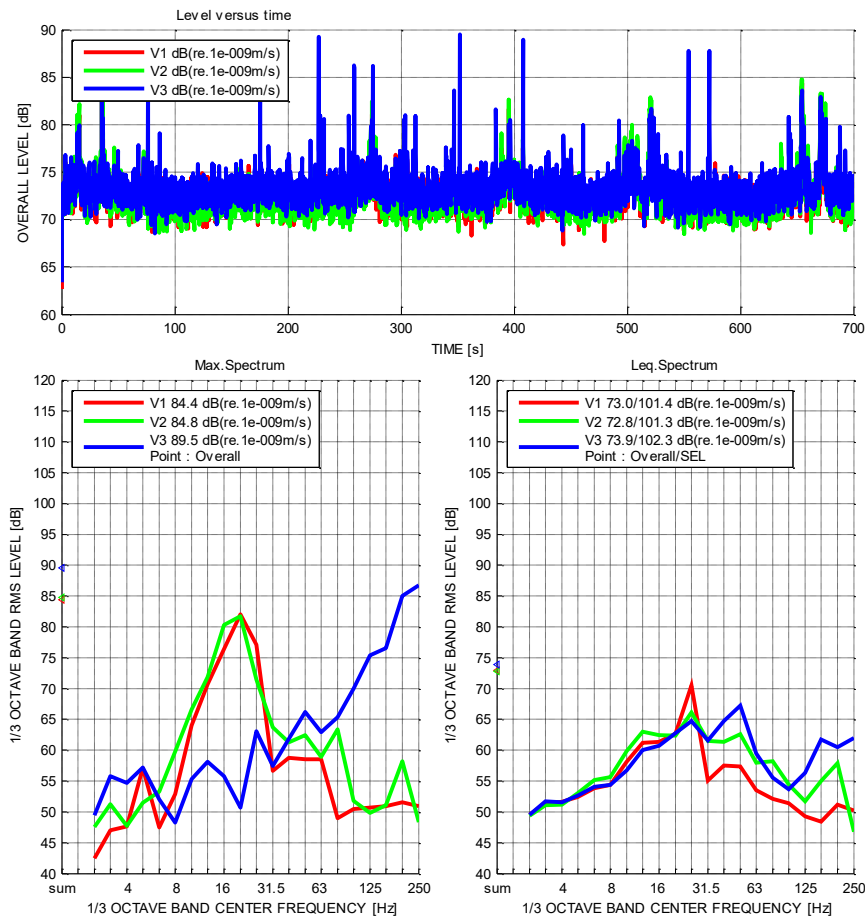 Level versus time
90
85
80
75
70
65
60
OVERALL LEVEL [dB]
V1 dB(re.1e-009m/s)
V2 dB(re.1e-009m/s)
V3 dB(re.1e-009m/s)
0 100 200 300 400 500 600 700
TIME [s]
Max.Spectrum
120
115
110
105
100
95
90
85
80
75
70
65
60
55
50
45
40
1/3 OCTAVE BAND RMS LEVEL [dB]
V1 84.4 dB(re.1e-009m/s)
V2 84.8 dB(re.1e-009m/s)
V3 89.5 dB(re.1e-009m/s)
Point : Overall
sum 4 8 16 31.5 63 125 250
1/3 OCTAVE BAND CENTER FREQUENCY [Hz]
Leq.Spectrum
120
115
110
105
100
95
90
85
80
75
70
65
60
55
50
45
40
1/3 OCTAVE BAND RMS LEVEL [dB]
V1 73.0/101.4 dB(re.1e-009m/s)
V2 72.8/101.3 dB(re.1e-009m/s)
V3 73.9/102.3 dB(re.1e-009m/s)
Point : Overall/SEL
sum 4 8 16 31.5 63 125 250
1/3 OCTAVE BAND CENTER FREQUENCY [Hz]